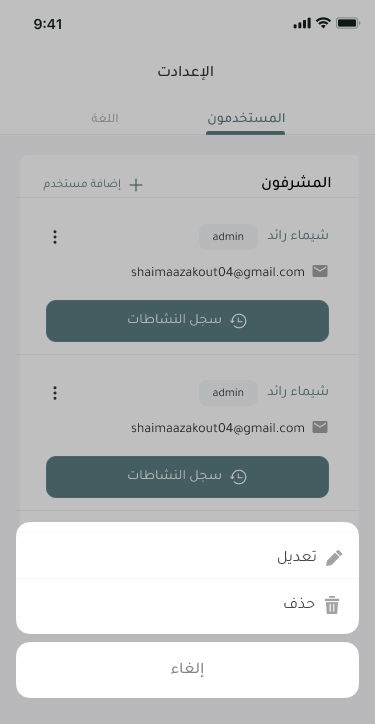 9:41
الإعدادت
المستخدمون
اللغة
المشرفون
إضافة مستخدم
شيماء رائد
admin
shaimaazakout04@gmail.com
سجل النشاطات
شيماء رائد
admin
shaimaazakout04@gmail.com
سجل النشاطات
تعديل
حذف
إلغاء